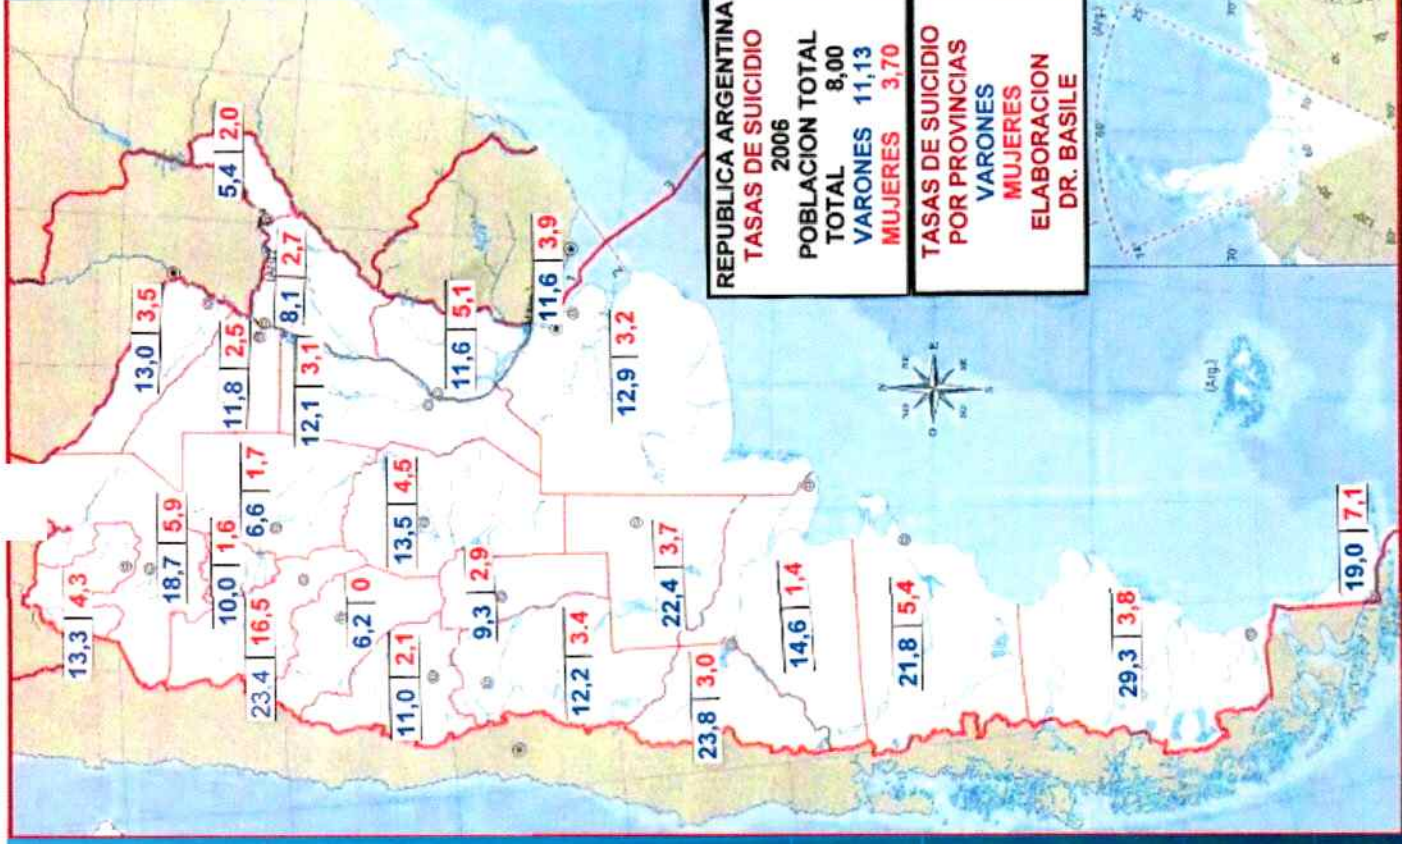 13,3 | 4,3
13,0 | 3,5
18,7 | 5,9
5,4 | 2,0
10,0 | 1,6
11,8 | 2,5
6,6 | 1,7
8,1 | 2,7
23.4 | 16,5
12,1 | 3,1
6,2 | 0
13,5 | 4,5
11,6 | 5,1
11,0 | 2,1
9,3 | 2,9
11,6 | 3,9
12,2 | 3.4
12,9 | 3,2
22,4 | 3,7
23,8 | 3,0
14,6 | 1,4
21,8 | 5,4
29,3 | 3,8
19,0 | 7,1
REPUBLICA ARGENTINA
TASAS DE SUICIDIO
2006
POBLACION TOTAL
TOTAL 8,00
VARONES 11,13
MUJERES 3,70
TASAS DE SUICIDIO
POR PROVINCIAS
VARONES
MUJERES
ELABORACION
DR. BASILE
N
NE
E
SE
S
SO
O
NO
(Arg.)
(Arg.)